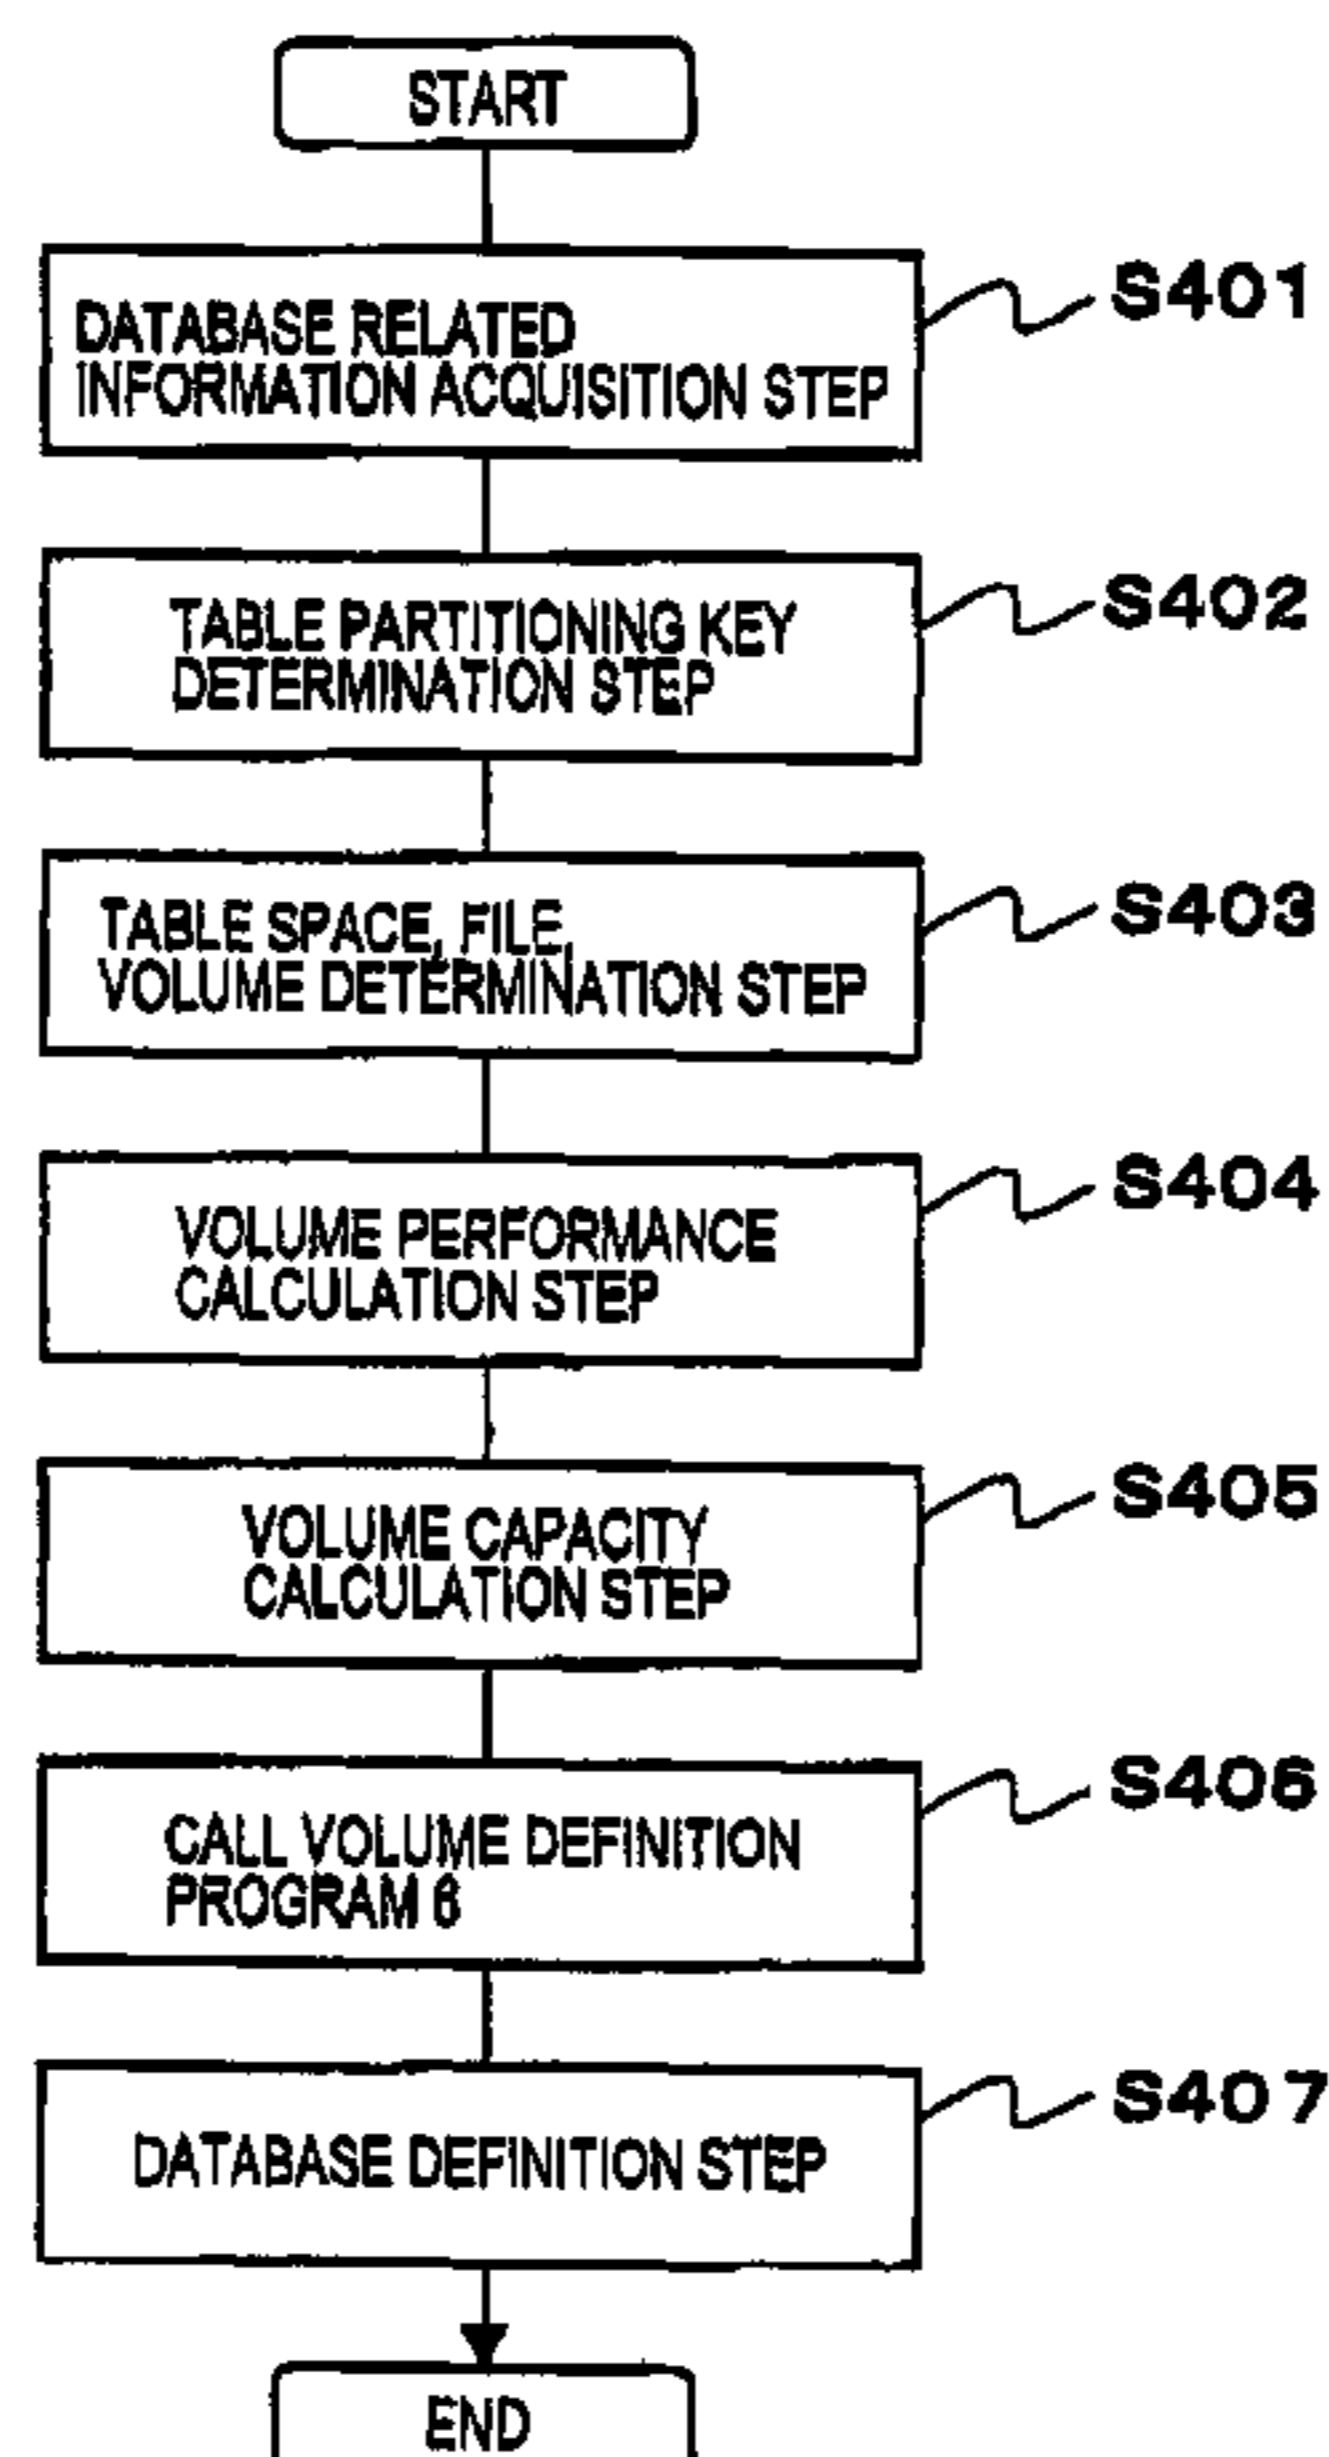 START
DATABASE RELATED
INFORMATION ACQUISITION STEP
S401
TABLE PARTITIONING KEY
DETERMINATION STEP
S402
TABLE SPACE, FILE,
VOLUME DETERMINATION STEP
S403
VOLUME PERFORMANCE
CALCULATION STEP
S404
VOLUME CAPACITY
CALCULATION STEP
S405
CALL VOLUME DEFINITION
PROGRAM 6
S406
DATABASE DEFINITION STEP
S407
END